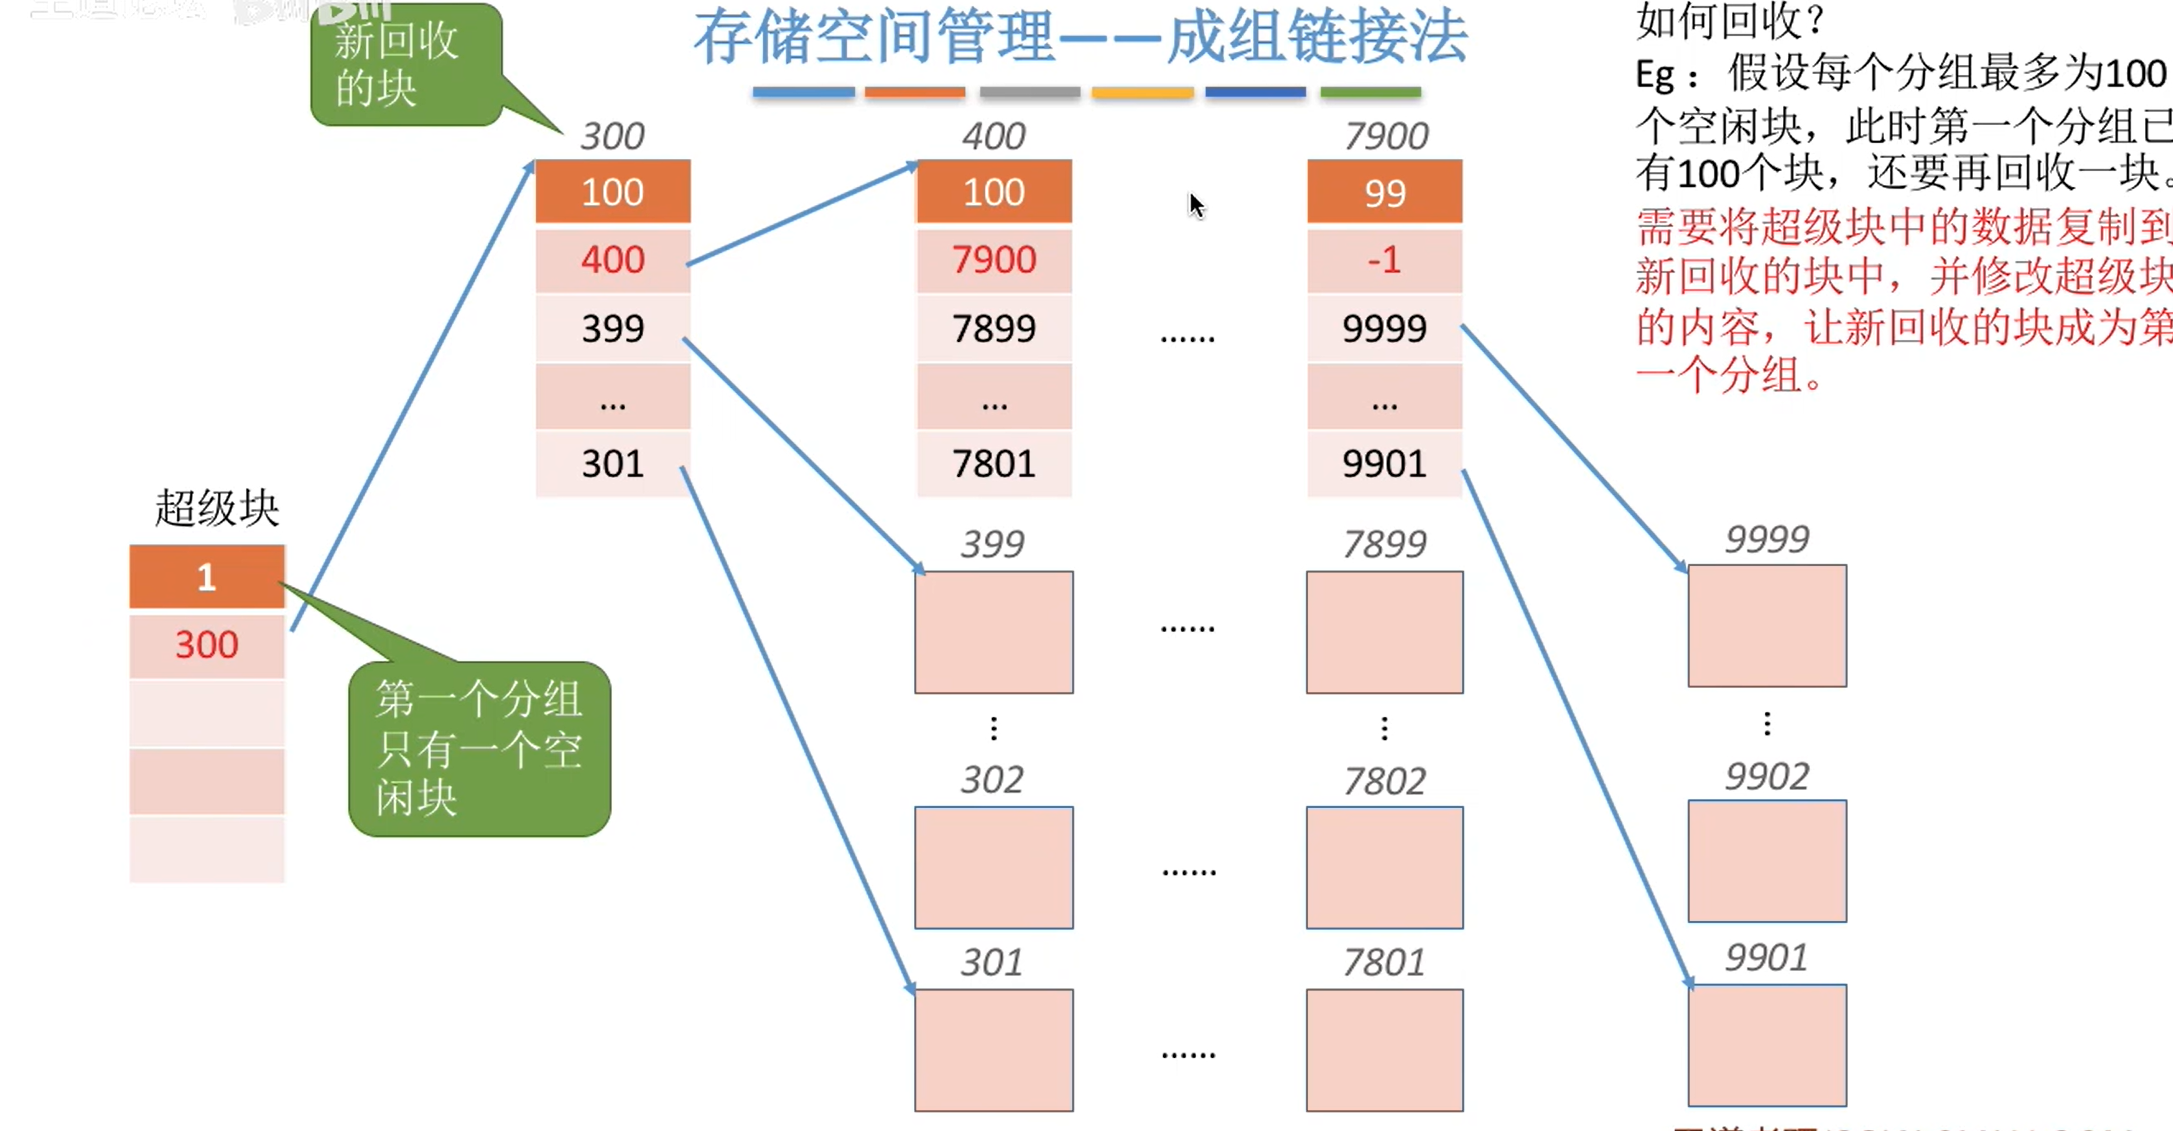 新回收
的块
存储空间管理——成组链接法
如何回收？
Eg：假设每个分组最多为100
个空闲块，此时第一个分组已
有100个块，还要再回收一块。
需要将超级块中的数据复制到
新回收的块中，并修改超级块
的内容，让新回收的块成为第
一个分组。
300
100
400
399
...
301
400
100
7900
7899
...
7801
......
7900
99
-1
9999
...
9901
超级块
1
300
第一个分组
只有一个空
闲块
399
......
7899
9999
⋮
⋮
⋮
302
......
7802
9902
301
......
7801
9901